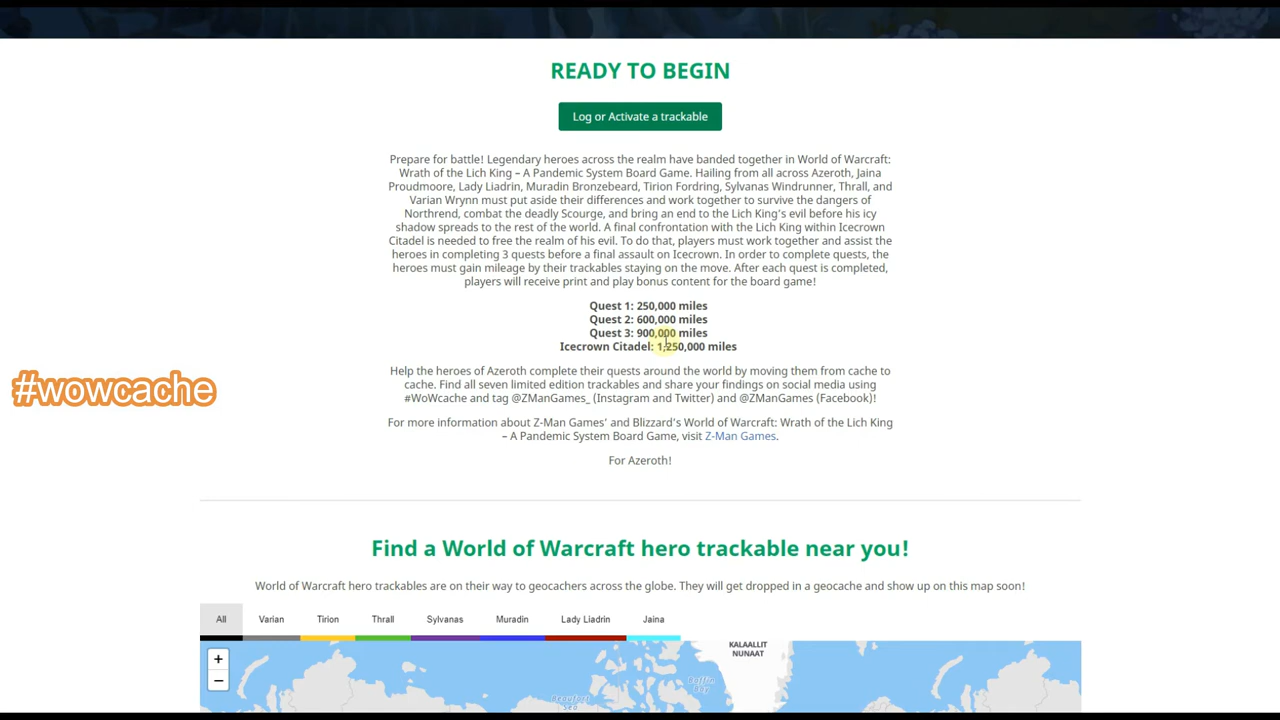 READY TO BEGIN
Log or Activate a trackable
Prepare for battle! Legendary heroes across the realm have banded together in World of Warcraft:
Wrath of the Lich King – A Pandemic System Board Game. Hailing from all across Azeroth, Jaina
Proudmoore, Lady Liadrin, Muradin Bronzebeard, Tirion Fordring, Sylvanas Windrunner, Thrall, and
Varian Wrynn must put aside their differences and work together to survive the dangers of
Northrend, combat the deadly Scourge, and bring an end to the Lich King's evil before his icy
shadow spreads to the rest of the world. A final confrontation with the Lich King within Icecrown
Citadel is needed to free the realm of his evil. To do that, players must work together and assist the
heroes in completing 3 quests before a final assault on Icecrown. In order to complete quests, the
heroes must gain mileage by their trackables staying on the move. After each quest is completed,
players will receive print and play bonus content for the board game!
Quest 1: 250,000 miles
Quest 2: 600,000 miles
Quest 3: 900,000 miles
Icecrown Citadel: 1,250,000 miles
#wowcache
Help the heroes of Azeroth complete their quests around the world by moving them from cache to
cache. Find all seven limited edition trackables and share your findings on social media using
#WoWcache and tag @ZManGames_ (Instagram and Twitter) and @ZManGames (Facebook)!
For more information about Z-Man Games' and Blizzard's World of Warcraft: Wrath of the Lich King
– A Pandemic System Board Game, visit Z-Man Games.
For Azeroth!
Find a World of Warcraft hero trackable near you!
World of Warcraft hero trackables are on their way to geocachers across the globe. They will get dropped in a geocache and show up on this map soon!
All Varian Tirion Thrall Sylvanas Muradin Lady Liadrin Jaina
+
−
KALAALLIT
NUNAAT
Baffin
Bay
Beaufort
Sea